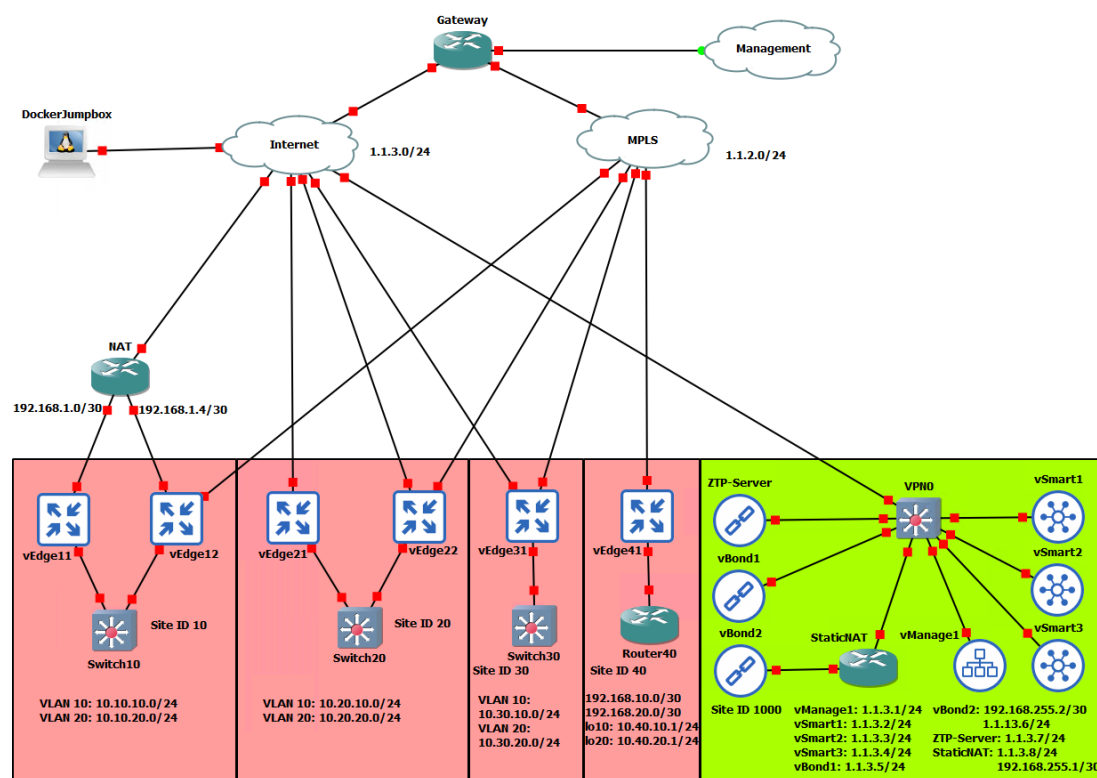 Gateway
Management
DockerJumpbox
Internet
1.1.3.0/24
MPLS
1.1.2.0/24
NAT
192.168.1.0/30
192.168.1.4/30
vEdge11
vEdge12
Switch10
Site ID 10
VLAN 10: 10.10.10.0/24
VLAN 20: 10.10.20.0/24
vEdge21
vEdge22
Switch20
Site ID 20
VLAN 10: 10.20.10.0/24
VLAN 20: 10.20.20.0/24
vEdge31
Switch30
Site ID 30
VLAN 10:
10.30.10.0/24
VLAN 20:
10.30.20.0/24
vEdge41
Router40
Site ID 40
192.168.10.0/30
192.168.20.0/30
lo10: 10.40.10.1/24
lo20: 10.40.20.1/24
ZTP-Server
VPN0
vSmart1
vBond1
vSmart2
vBond2
StaticNAT
vManage1
vSmart3
Site ID 1000
vManage1: 1.1.3.1/24
vSmart1: 1.1.3.2/24
vSmart2: 1.1.3.3/24
vSmart3: 1.1.3.4/24
vBond1: 1.1.3.5/24
vBond2: 192.168.255.2/30
1.1.13.6/24
ZTP-Server: 1.1.3.7/24
StaticNAT: 1.1.3.8/24
192.168.255.1/30